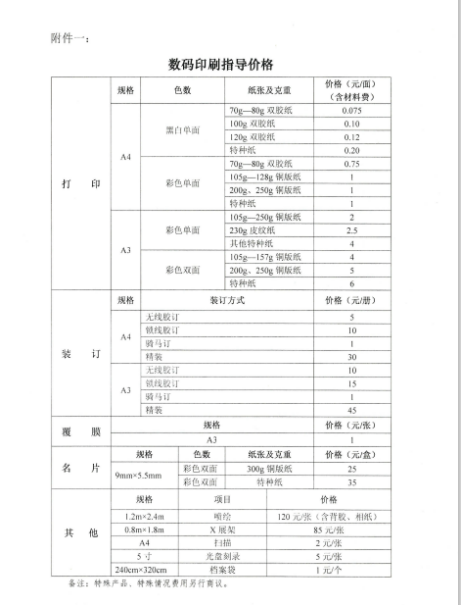 附件一：
数码印刷指导价格
打 印 规格 色数 纸张及克重 价格（元/面）（含材料费）
A4 黑白单面 70g—80g 双胶纸 0.075
100g 双胶纸 0.10
120g 双胶纸 0.12
特种纸 0.20
彩色单面 70g—80g 双胶纸 0.75
105g—128g 铜版纸 1
200g、250g 铜版纸 1
特种纸 1
A3 彩色单面 105g—250g 铜版纸 2
230g 皮纹纸 2.5
其他特种纸 4
彩色双面 105g—157g 铜版纸 4
200g、250g 铜版纸 5
特种纸 6
装 订 规格 装订方式 价格（元/册）
A4 无线胶订 5
锁线胶订 10
骑马订 1
精装 30
A3 无线胶订 10
锁线胶订 15
骑马订 1
精装 45
覆 膜 规格 价格（元/张）
A3 1
名 片 规格 色数 纸张及克重 价格（元/盒）
9mm×5.5mm 彩色双面 300g 铜版纸 25
彩色双面 特种纸 35
其 他 规格 项目 价格
1.2m×2.4m 喷绘 120 元/张（含背胶、相纸）
0.8m×1.8m X 展架 85 元/张
A4 扫描 2 元/张
5 寸 光盘刻录 5 元/张
240cm×320cm 档案袋 1 元/个
备注：特殊产品、特殊情况费用另行商议。